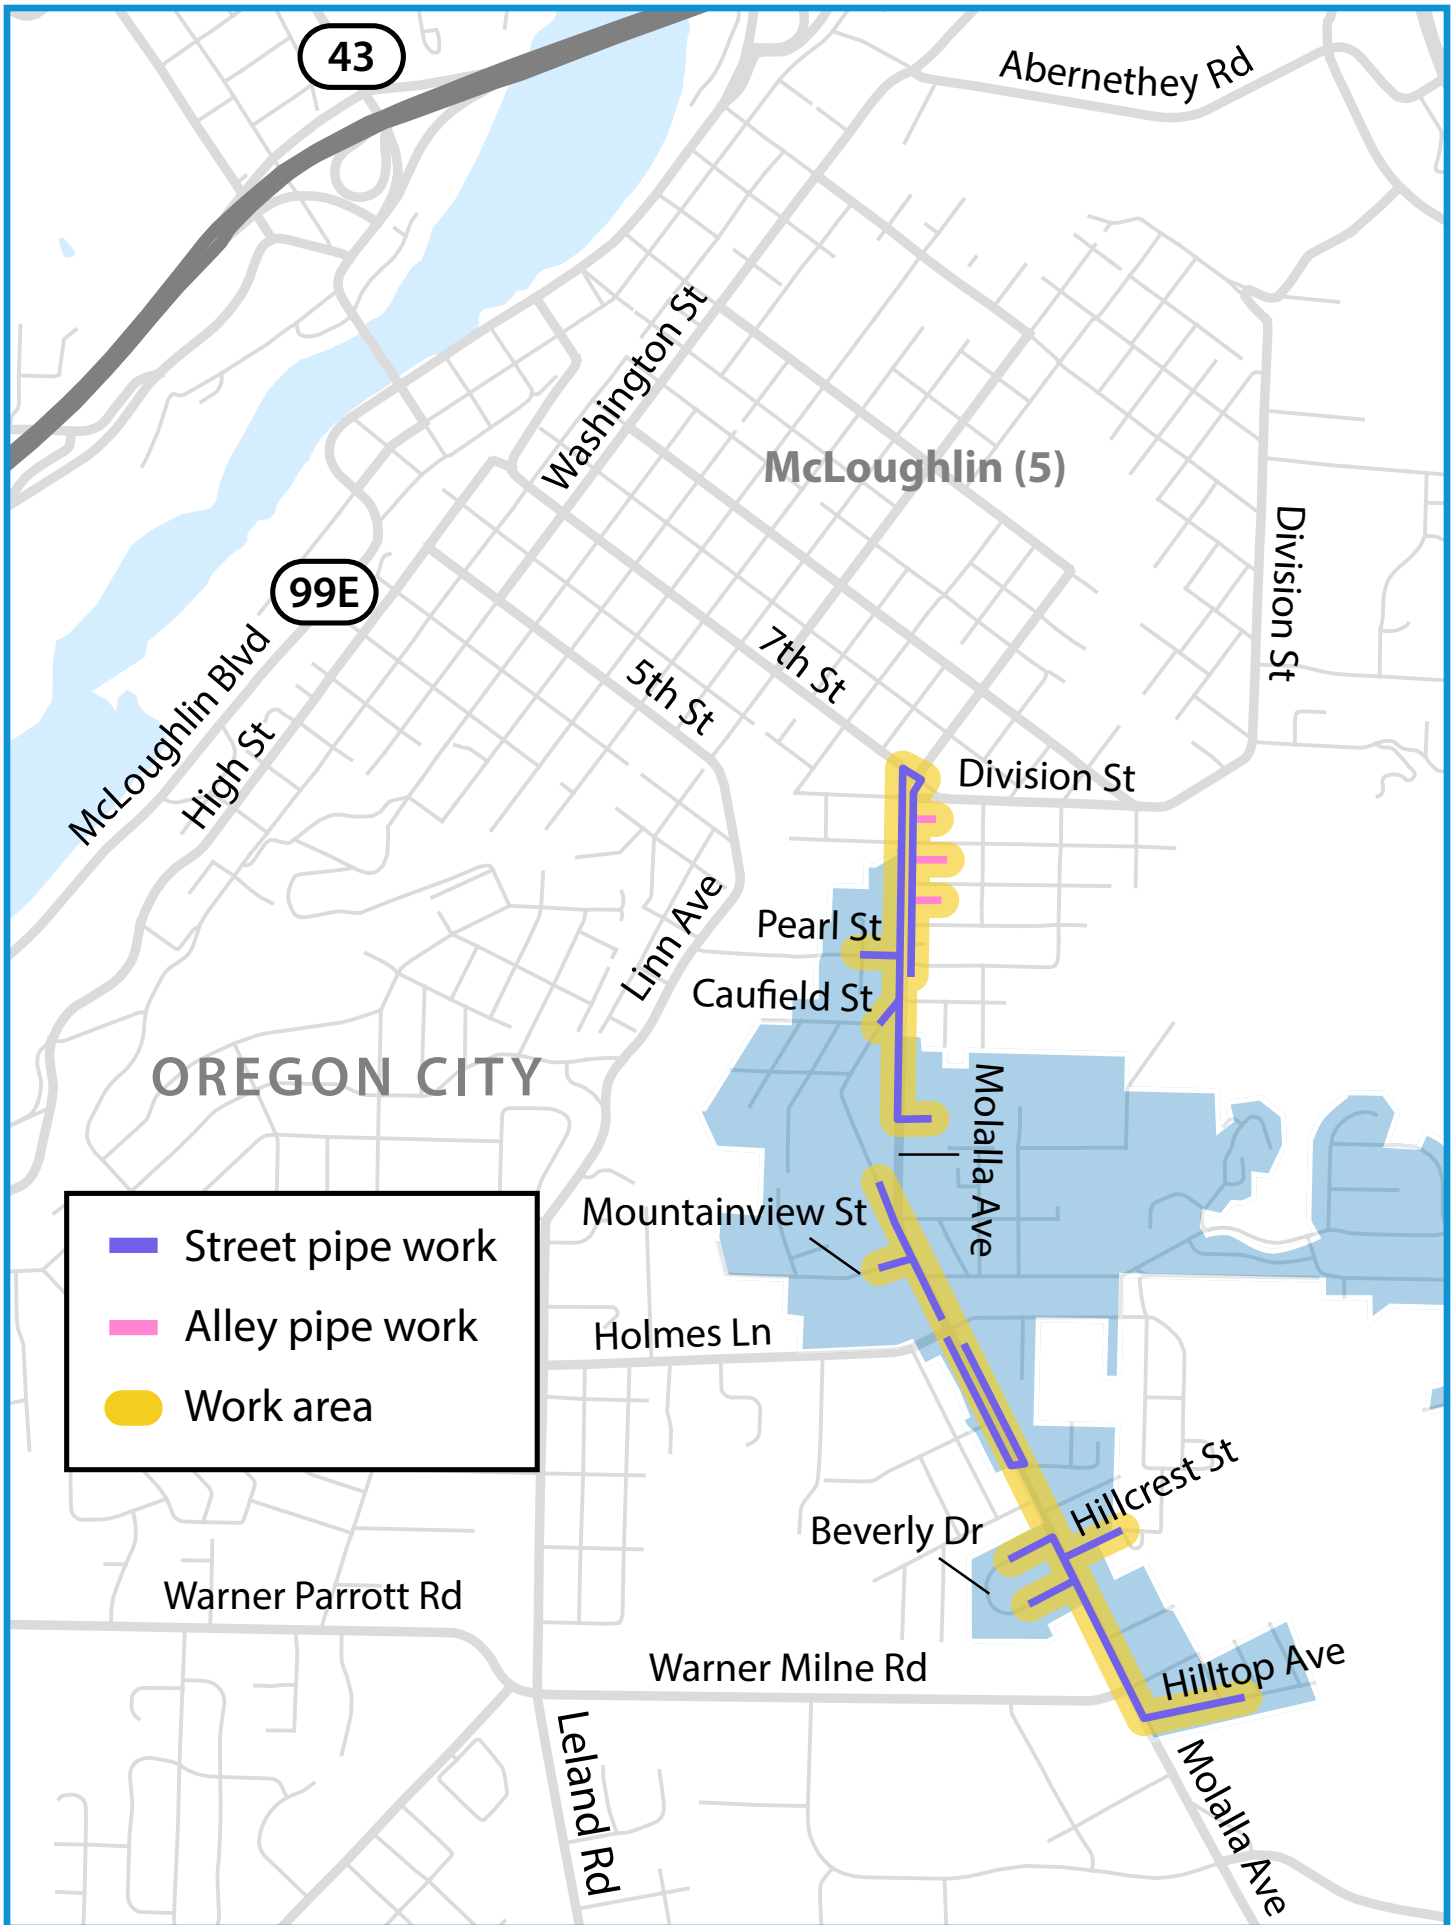 43
Abernethey Rd
Washington St
McLoughlin (5)
Division St
99E
7th St
5th St
McLoughlin Blvd
High St
Division St
Linn Ave
Pearl St
Caufield St
OREGON CITY
Molalla Ave
Mountainview St
Street pipe work
Alley pipe work
Work area
Holmes Ln
Hillcrest St
Beverly Dr
Warner Parrott Rd
Warner Milne Rd
Hilltop Ave
Leland Rd
Molalla Ave